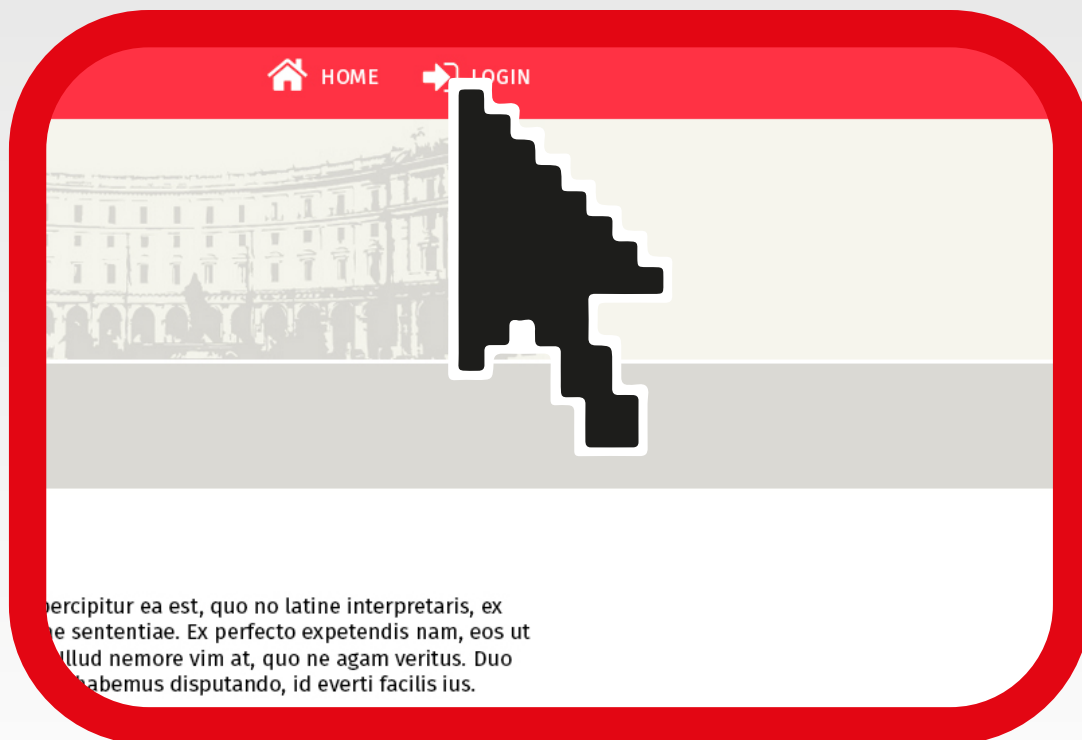 HOME LOGIN
percipitur ea est, quo no latine interpretaris, ex
sententiae. Ex perfecto expetendis nam, eos ut
Illud nemore vim at, quo ne agam veritus. Duo
habemus disputando, id everti facilis ius.